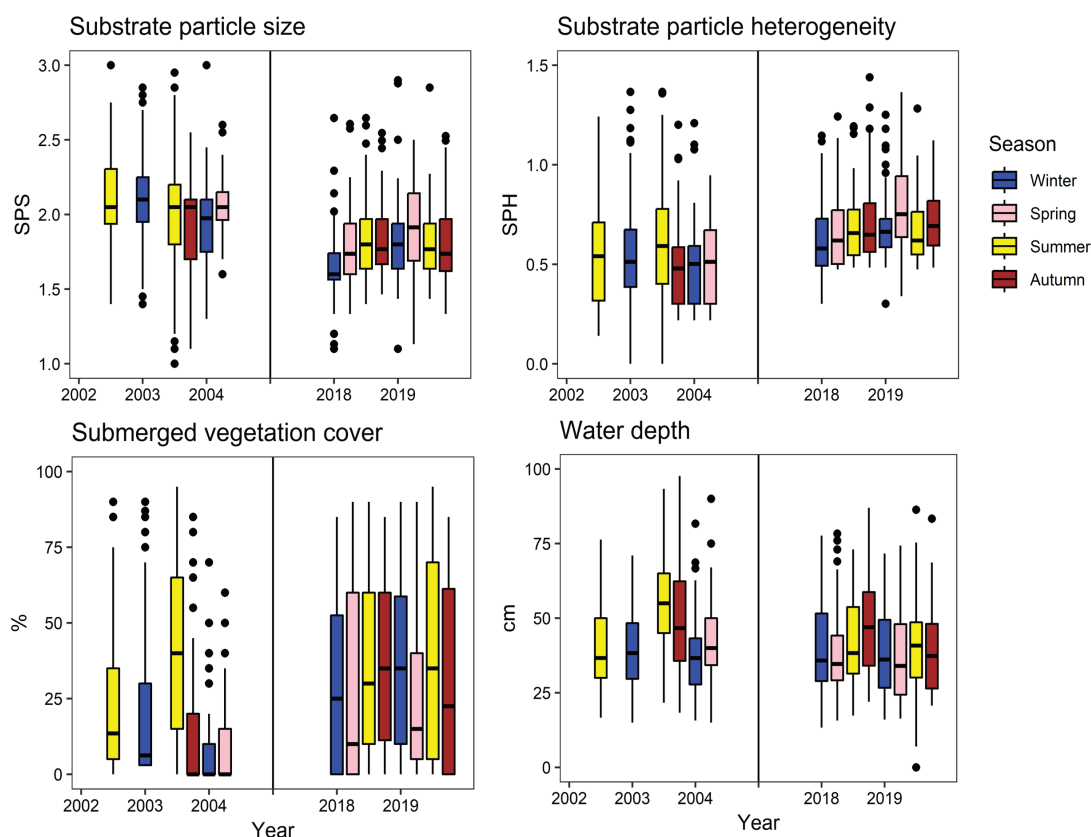 Substrate particle size
Substrate particle heterogeneity
3.0
2.5
2.0
1.5
1.0
SPS
2002 2003 2004 2018 2019
1.5
1.0
0.5
0.0
SPH
2002 2003 2004 2018 2019
Season
Winter
Spring
Summer
Autumn
Submerged vegetation cover
Water depth
100
75
50
25
0
%
2002 2003 2004 2018 2019
Year
100
75
50
25
0
cm
2002 2003 2004 2018 2019
Year